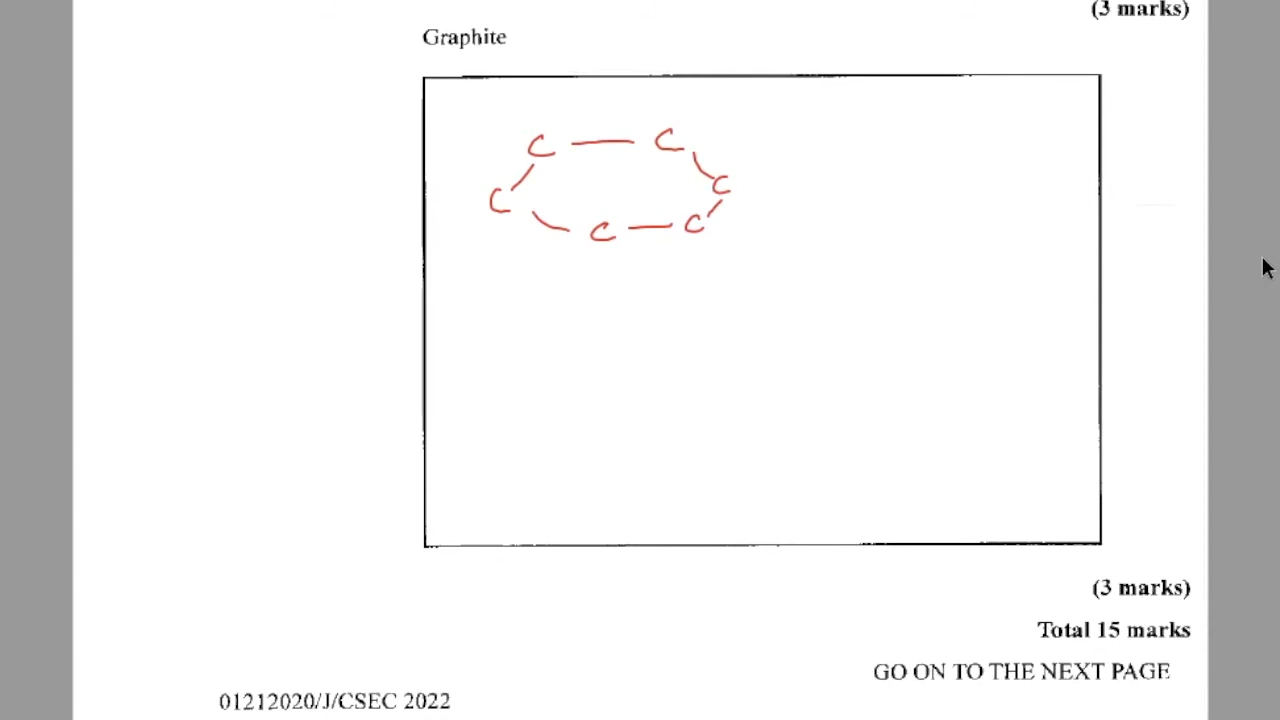 (3 marks)
Graphite
C — C
C
C
C — C
(3 marks)
Total 15 marks
GO ON TO THE NEXT PAGE
01212020/J/CSEC 2022